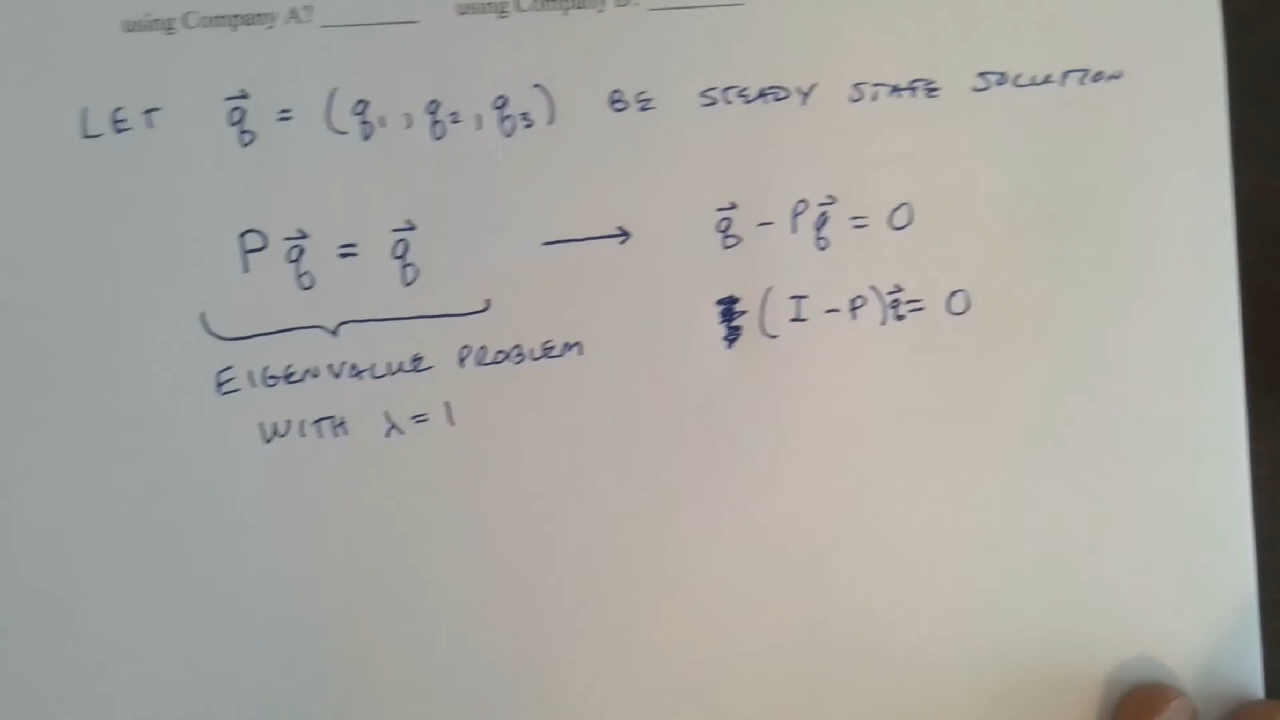 using Company A? ________ using Company B? ________
LET q⃗ = (q₁, q₂, q₃) BE STEADY STATE SOLUTION
P q⃗ = q⃗ ⟶ q⃗ - Pq⃗ = 0
(I - P)q⃗ = 0
EIGENVALUE PROBLEM
WITH λ = 1